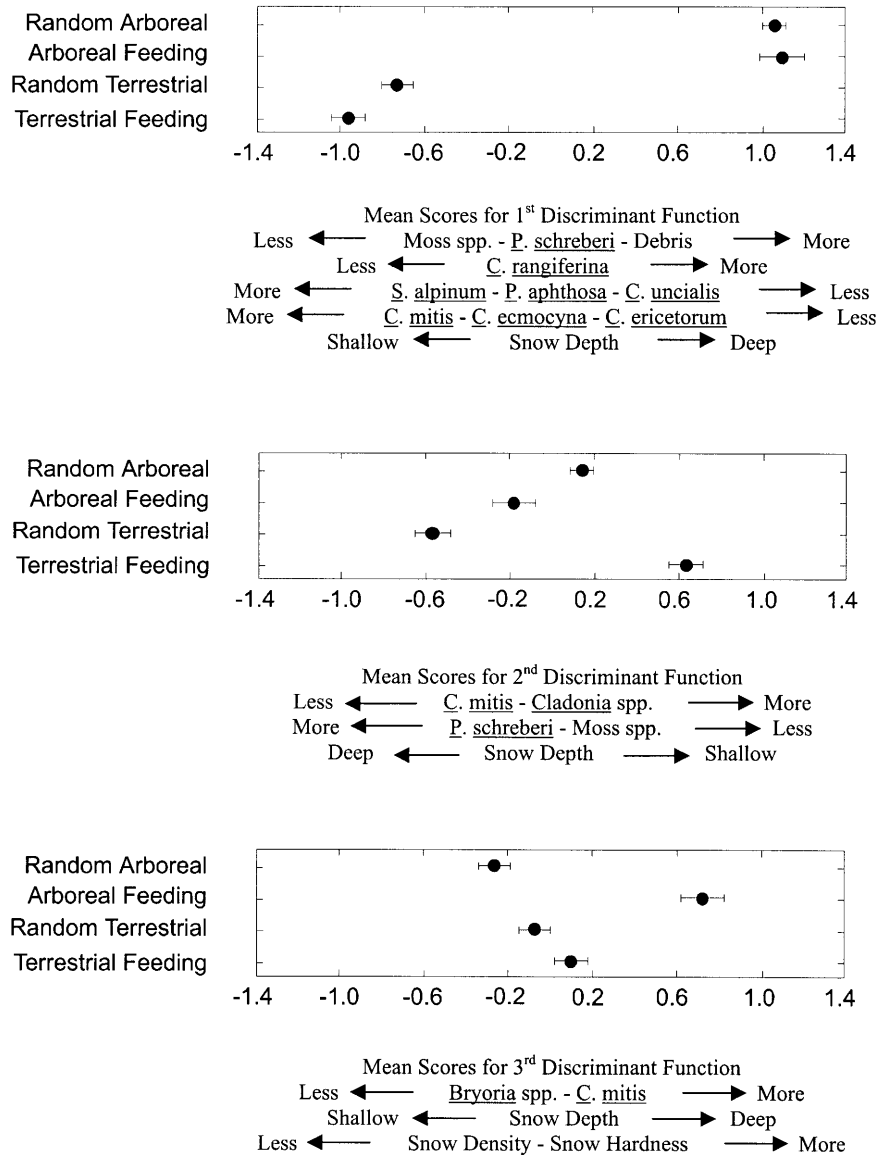 Random Arboreal
Arboreal Feeding
Random Terrestrial
Terrestrial Feeding
-1.4 -1.0 -0.6 -0.2 0.2 0.6 1.0 1.4
Mean Scores for 1st Discriminant Function
Less Moss spp. - P. schreberi - Debris More
Less C. rangiferina More
More S. alpinum - P. aphthosa - C. uncialis Less
More C. mitis - C. ecmocyna - C. ericetorum Less
Shallow Snow Depth Deep
Random Arboreal
Arboreal Feeding
Random Terrestrial
Terrestrial Feeding
-1.4 -1.0 -0.6 -0.2 0.2 0.6 1.0 1.4
Mean Scores for 2nd Discriminant Function
Less C. mitis - Cladonia spp. More
More P. schreberi - Moss spp. Less
Deep Snow Depth Shallow
Random Arboreal
Arboreal Feeding
Random Terrestrial
Terrestrial Feeding
-1.4 -1.0 -0.6 -0.2 0.2 0.6 1.0 1.4
Mean Scores for 3rd Discriminant Function
Less Bryoria spp. - C. mitis More
Shallow Snow Depth Deep
Less Snow Density - Snow Hardness More